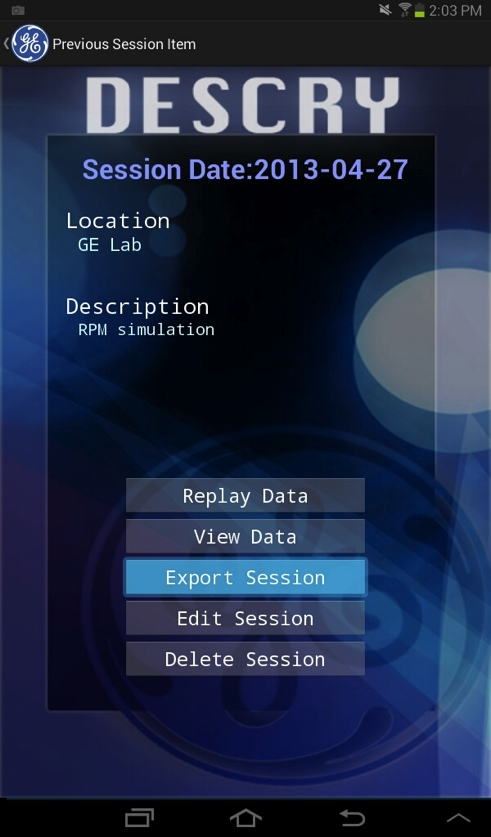 2:03 PM
Previous Session Item
DESCRY
Session Date:2013-04-27
Location
GE Lab
Description
RPM simulation
Replay Data
View Data
Export Session
Edit Session
Delete Session